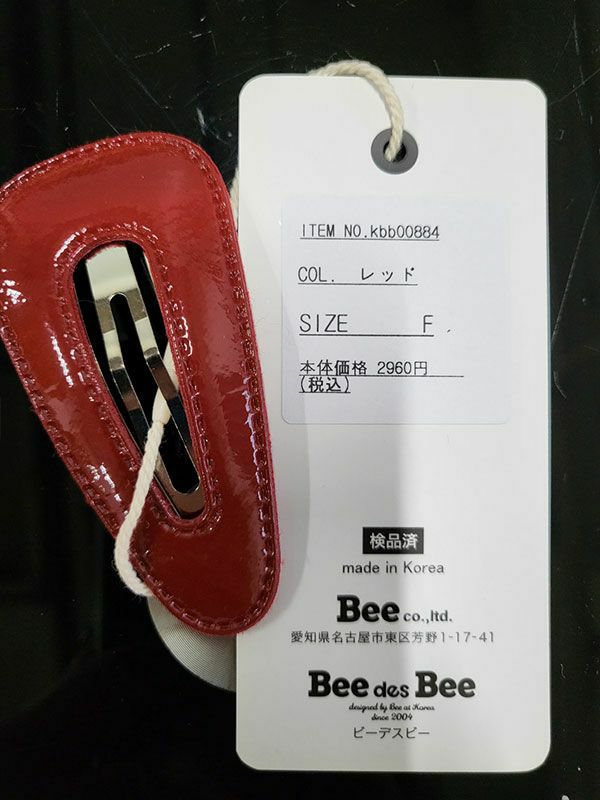 ITEM NO.kbb00884
COL. レッド
SIZE F
本体価格 2960円
(税込)
検品済
made in Korea
Bee co.,ltd.
愛知県名古屋市東区芳野1-17-41
Bee des Bee
designed by Bee at Korea
since 2004
ビーデスビー